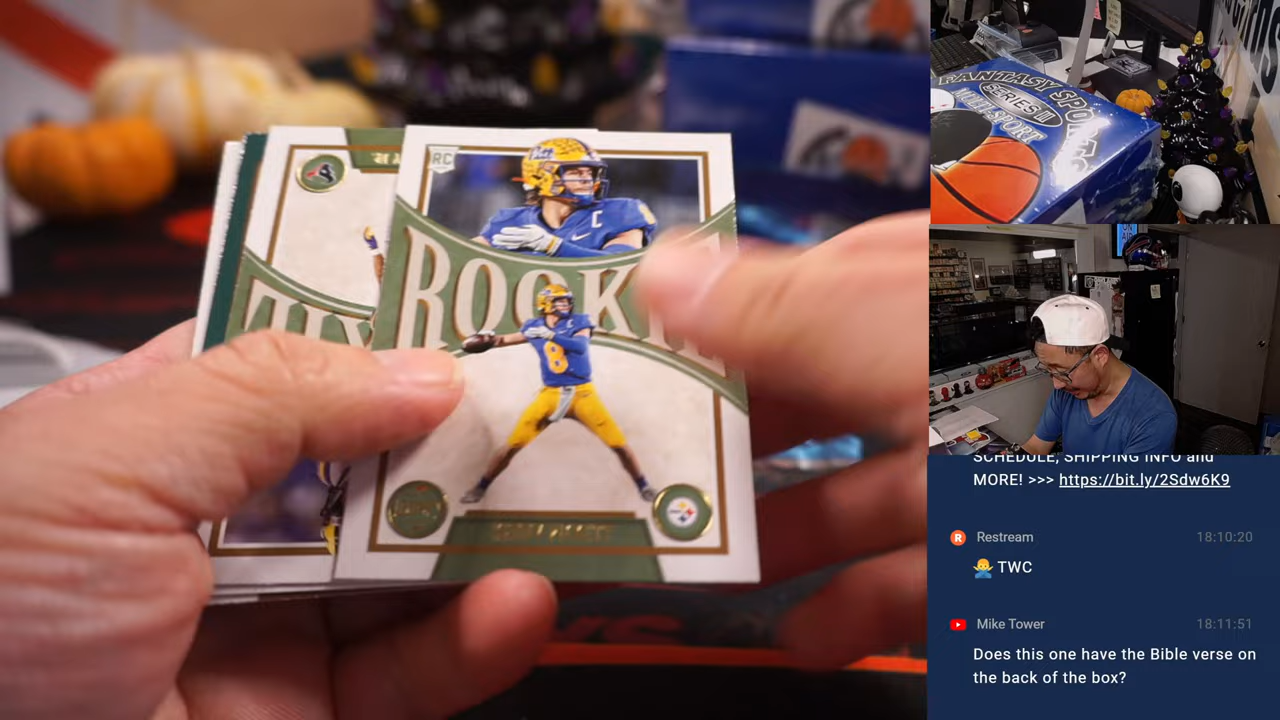 RC
ROOKIE
C
8
FANTASY SPORTS
SERIES II
SCHEDULE, SHIPPING INFO and
MORE! >>> https://bit.ly/2Sdw6K9
Restream 18:10:20
TWC
Mike Tower 18:11:51
Does this one have the Bible verse on
the back of the box?